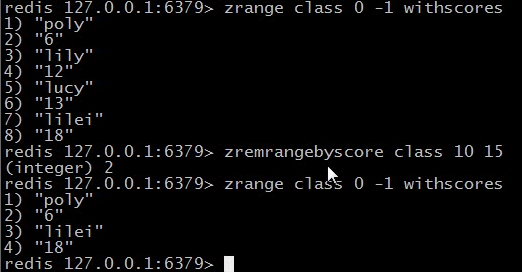 redis 127.0.0.1:6379> zrange class 0 -1 withscores
1) "poly"
2) "6"
3) "lily"
4) "12"
5) "lucy"
6) "13"
7) "lilei"
8) "18"
redis 127.0.0.1:6379> zremrangebyscore class 10 15
(integer) 2
redis 127.0.0.1:6379> zrange class 0 -1 withscores
1) "poly"
2) "6"
3) "lilei"
4) "18"
redis 127.0.0.1:6379>